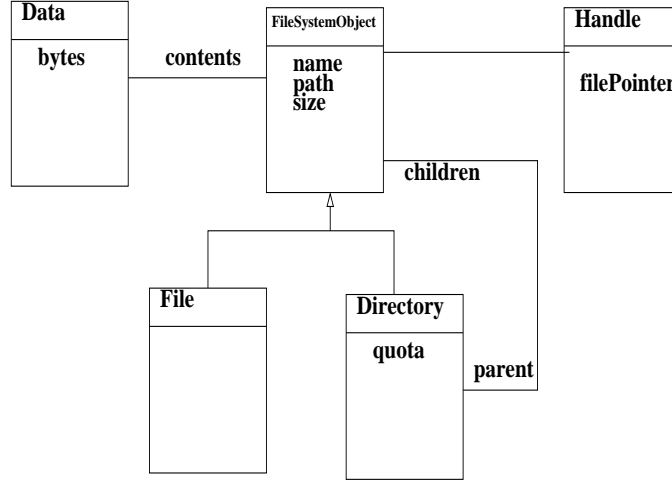 Data
bytes
contents
FileSystemObject
name
path
size
Handle
filePointer
children
File
Directory
quota
parent